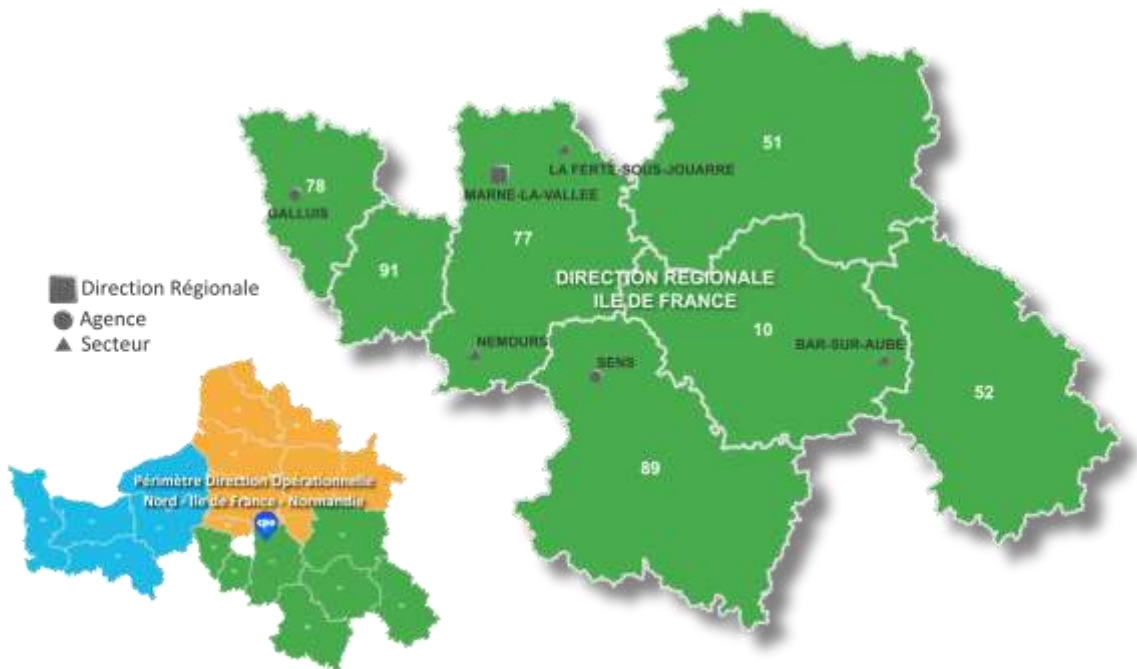 51
LA FERTE-SOUS-JOUARRE
78
MARNE-LA-VALLEE
GALLUIS
77
91
DIRECTION REGIONALE
ILE DE FRANCE
Direction Régionale
Agence
Secteur
10
NEMOURS
SENS
BAR-SUR-AUBE
52
89
Périmètre Direction Opérationnelle
Nord - Ile de France - Normandie
cpo